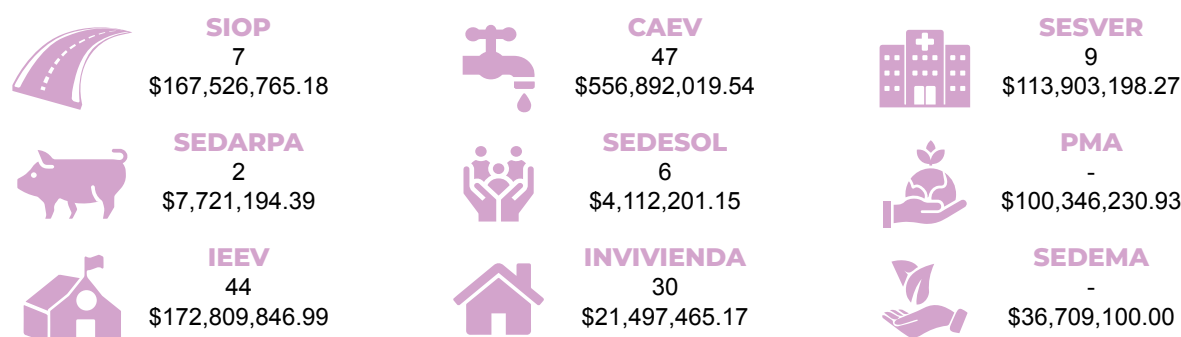 SIOP
7
$167,526,765.18
CAEV
47
$556,892,019.54
SESVER
9
$113,903,198.27
SEDARPA
2
$7,721,194.39
SEDESOL
6
$4,112,201.15
PMA
-
$100,346,230.93
IEEV
44
$172,809,846.99
INVIVIENDA
30
$21,497,465.17
SEDEMA
-
$36,709,100.00